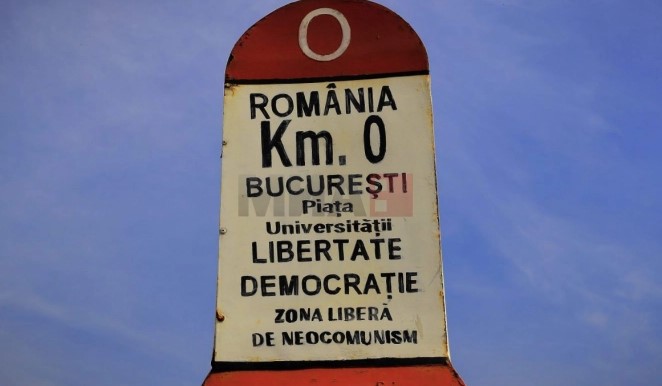 O
ROMÂNIA
Km. 0
BUCUREȘTI
Piața
Universității
LIBERTATE
DEMOCRAȚIE
ZONA LIBERĂ
DE NEOCOMUNISM